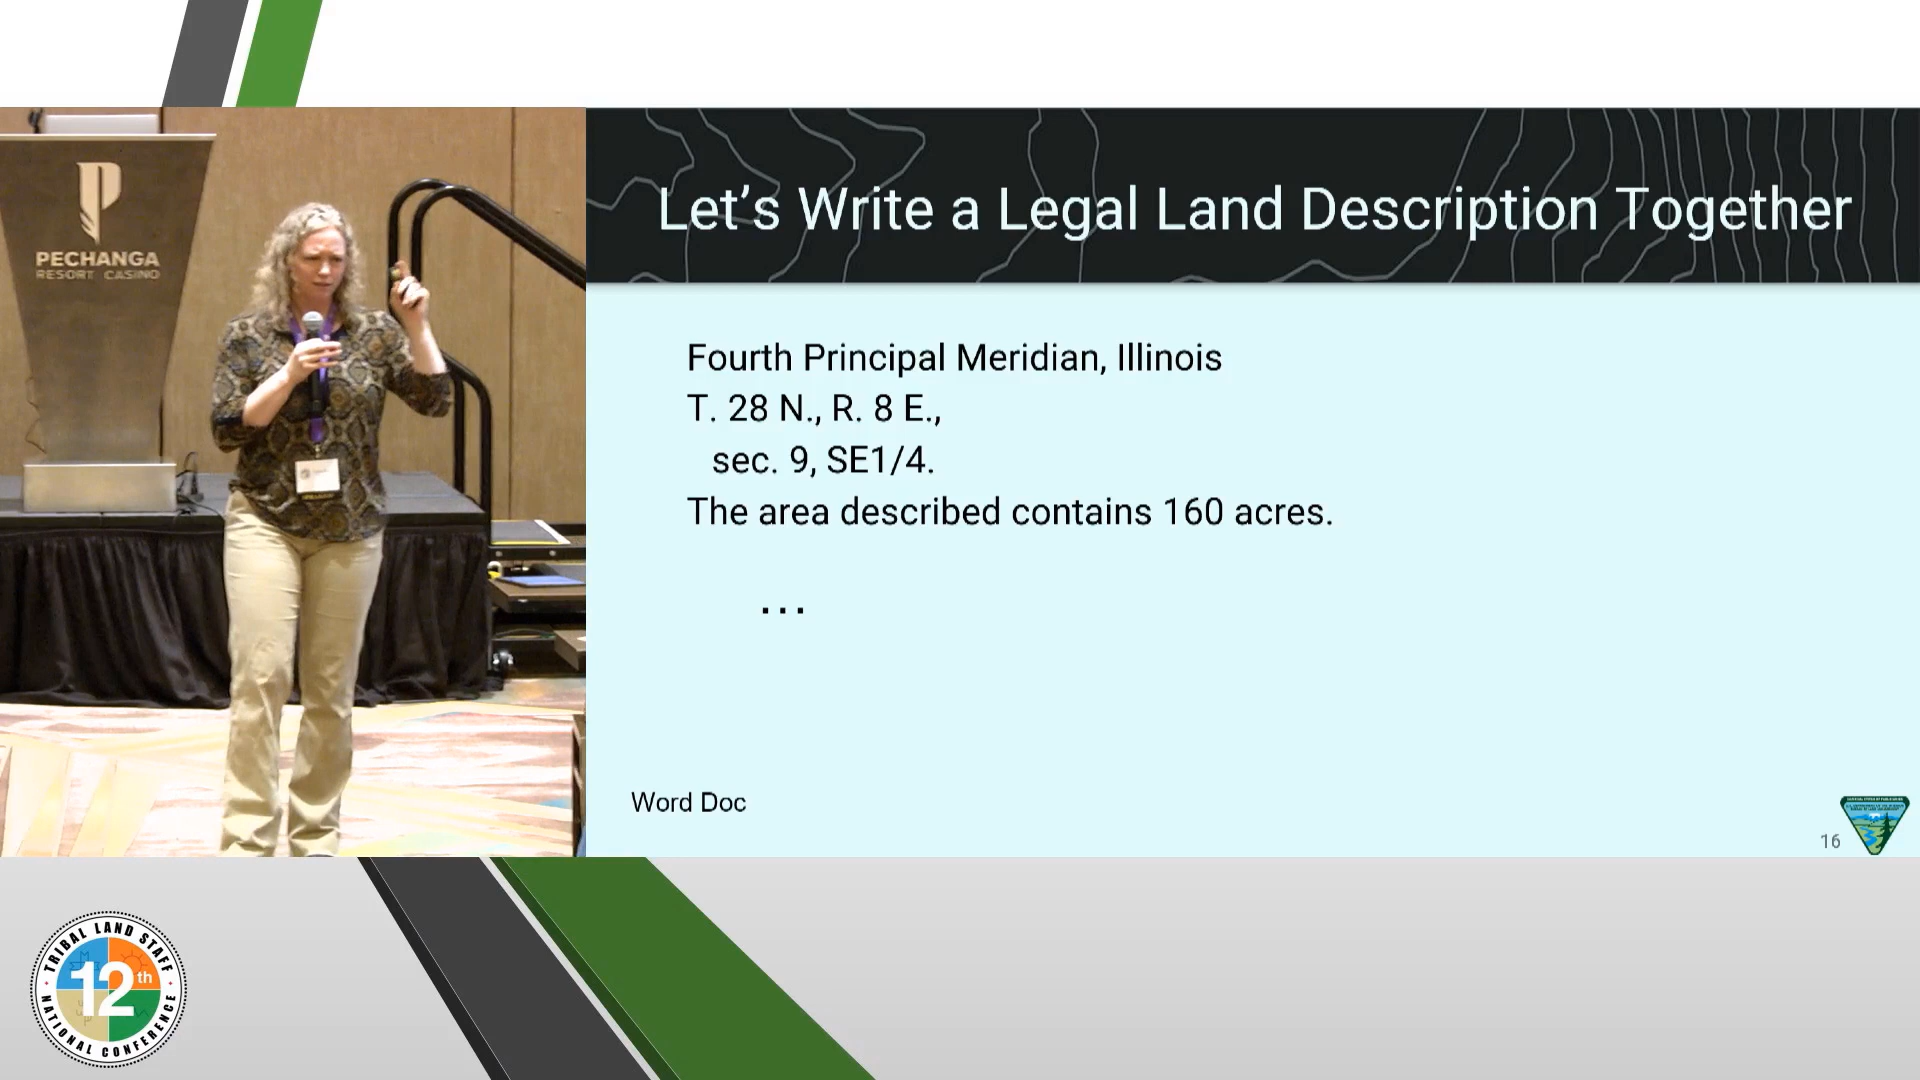 PECHANGA
RESORT CASINO
Let's Write a Legal Land Description Together
Fourth Principal Meridian, Illinois
T. 28 N., R. 8 E.,
sec. 9, SE1/4.
The area described contains 160 acres.
...
Word Doc
16
TRIBAL LAND STAFF
12th
NATIONAL CONFERENCE